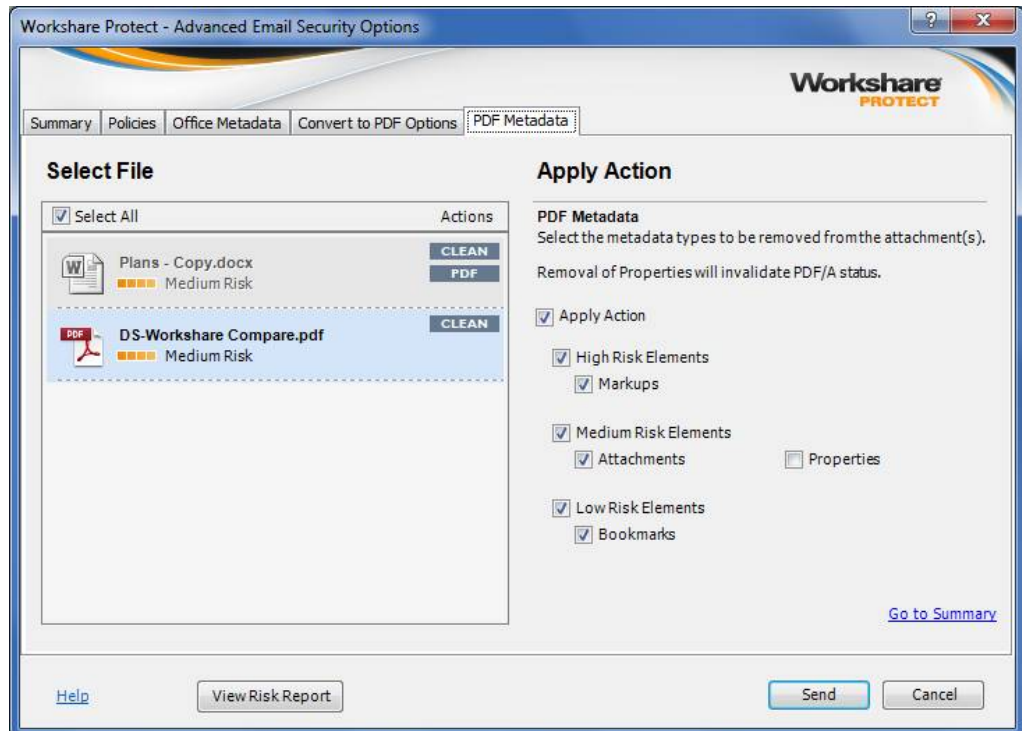 Workshare Protect - Advanced Email Security Options
?
X
Workshare
PROTECT
Summary
Policies
Office Metadata
Convert to PDF Options
PDF Metadata
Select File
Select All
Actions
W
Plans - Copy.docx
Medium Risk
CLEAN
PDF
PDF
DS-Workshare Compare.pdf
Medium Risk
CLEAN
Apply Action
PDF Metadata
Select the metadata types to be removed from the attachment(s).
Removal of Properties will invalidate PDF/A status.
Apply Action
High Risk Elements
Markups
Medium Risk Elements
Attachments
Properties
Low Risk Elements
Bookmarks
Go to Summary
Help
View Risk Report
Send
Cancel